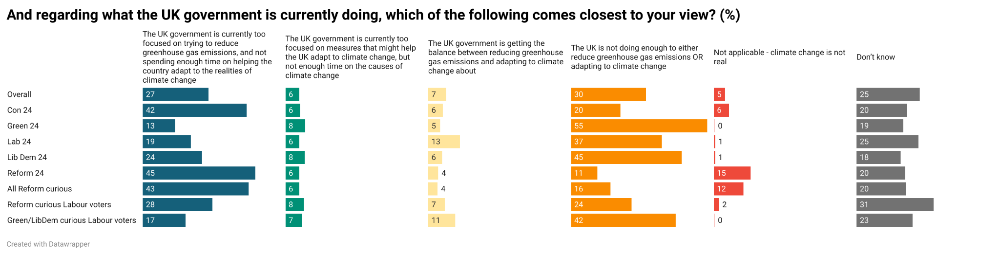 And regarding what the UK government is currently doing, which of the following comes closest to your view? (%)
The UK government is currently too
focused on trying to reduce
greenhouse gas emissions, and not
spending enough time on helping the
country adapt to the realities of
climate change
The UK government is currently too
focused on measures that might help
the UK adapt to climate change, but
not enough time on the causes of
climate change
The UK government is getting the
balance between reducing greenhouse
gas emissions and adapting to climate
change about
The UK is not doing enough to either
reduce greenhouse gas emissions OR
adapting to climate change
Not applicable - climate change is not
real
Don’t know
Overall 27 6 7 30 5 25
Con 24 42 6 6 20 6 20
Green 24 13 8 5 55 0 19
Lab 24 19 6 13 37 1 25
Lib Dem 24 24 8 6 45 1 18
Reform 24 45 6 4 11 15 20
All Reform curious 43 6 4 16 12 20
Reform curious Labour voters 28 8 7 24 2 31
Green/LibDem curious Labour voters 17 7 11 42 0 23
Created with Datawrapper